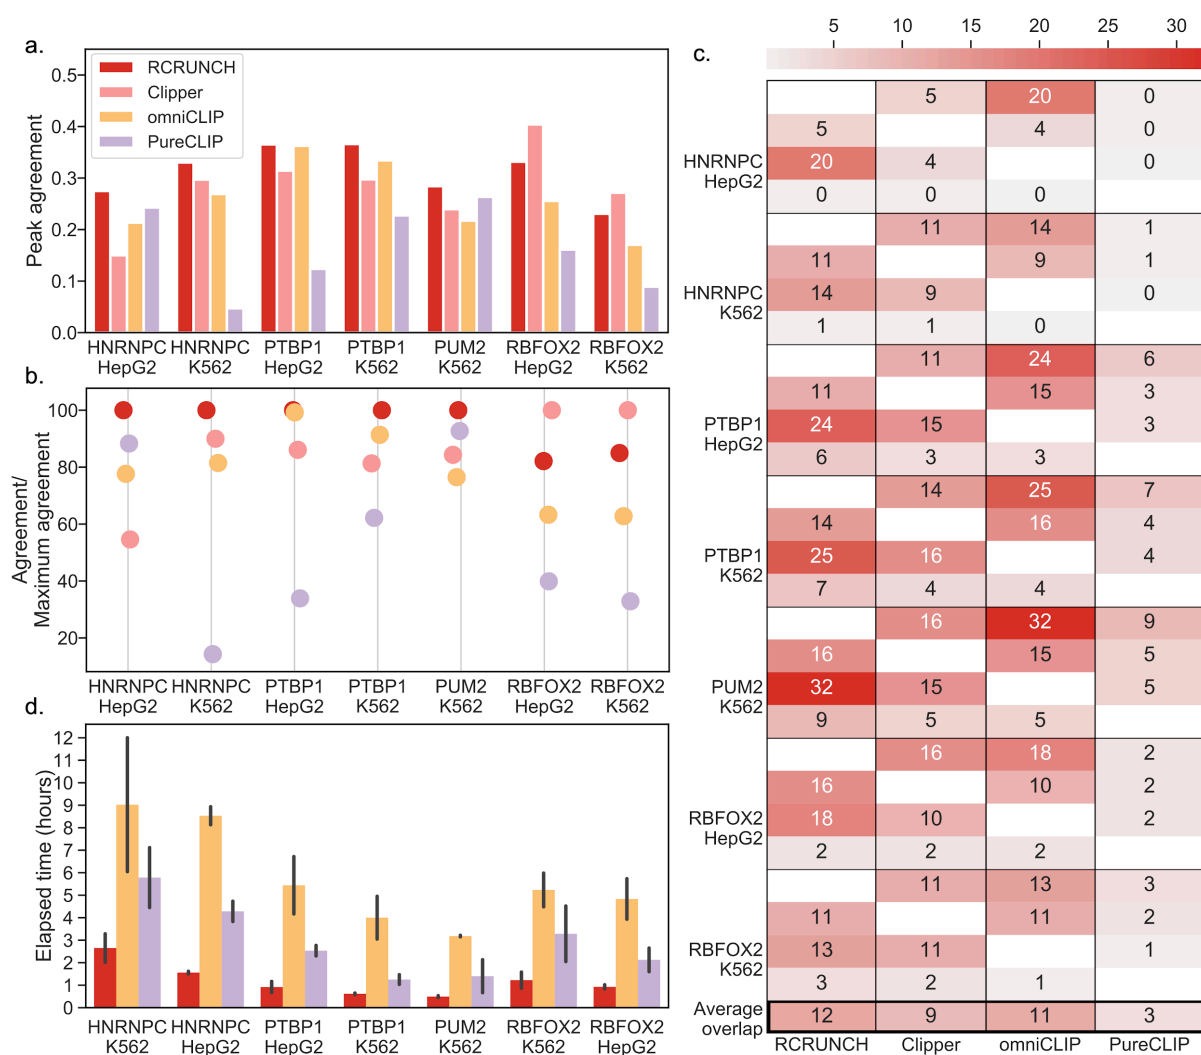 a.
0.5
0.4
0.3
0.2
0.1
0.0
Peak agreement
RCRUNCH
Clipper
omniCLIP
PureCLIP
HNRNPC HNRNPC PTBP1 PTBP1 PUM2 RBFOX2 RBFOX2
HepG2 K562 HepG2 K562 K562 HepG2 K562
b.
100
80
60
40
20
Agreement/
Maximum agreement
HNRNPC HNRNPC PTBP1 PTBP1 PUM2 RBFOX2 RBFOX2
HepG2 K562 HepG2 K562 K562 HepG2 K562
d.
12
11
10
9
8
7
6
5
4
3
2
1
0
Elapsed time (hours)
HNRNPC HNRNPC PTBP1 PTBP1 PUM2 RBFOX2 RBFOX2
K562 HepG2 HepG2 K562 K562 K562 HepG2
c.
5 10 15 20 25 30
HNRNPC
HepG2
5 20 0
5 4 0
20 4 0
0 0 0
HNRNPC
K562
11 14 1
11 9 1
14 9 0
1 1 0
PTBP1
HepG2
11 24 6
11 15 3
24 15 3
6 3 3
PTBP1
K562
14 25 7
14 16 4
25 16 4
7 4 4
PUM2
K562
16 32 9
16 15 5
32 15 5
9 5 5
RBFOX2
HepG2
16 18 2
16 10 2
18 10 2
2 2 2
RBFOX2
K562
11 13 3
11 11 2
13 11 1
3 2 1
Average
overlap
12 9 11 3
RCRUNCH Clipper omniCLIP PureCLIP